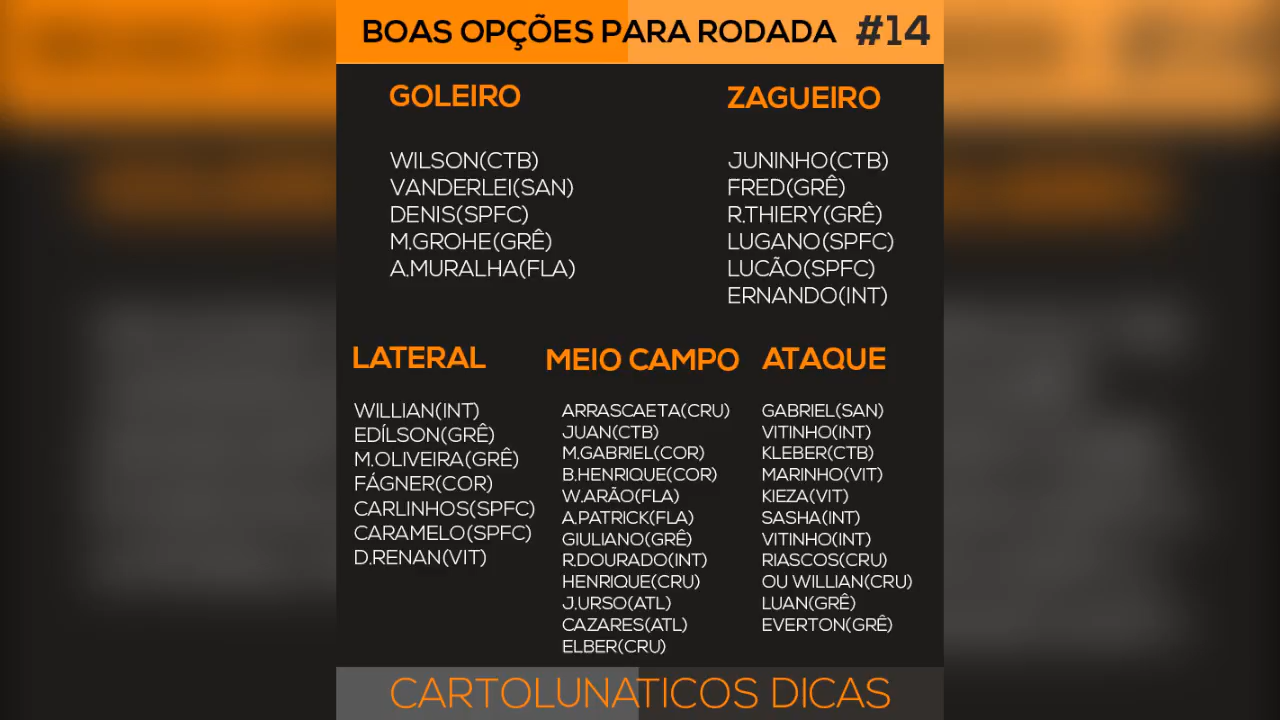 BOAS OPÇÕES PARA RODADA #14
GOLEIRO
WILSON(CTB)
VANDERLEI(SAN)
DENIS(SPFC)
M.GROHE(GRÊ)
A.MURALHA(FLA)
ZAGUEIRO
JUNINHO(CTB)
FRED(GRÊ)
R.THIERY(GRÊ)
LUGANO(SPFC)
LUCÃO(SPFC)
ERNANDO(INT)
LATERAL
WILLIAN(INT)
EDÍLSON(GRÊ)
M.OLIVEIRA(GRÊ)
FÁGNER(COR)
CARLINHOS(SPFC)
CARAMELO(SPFC)
D.RENAN(VIT)
MEIO CAMPO
ARRASCAETA(CRU)
JUAN(CTB)
M.GABRIEL(COR)
B.HENRIQUE(COR)
W.ARÃO(FLA)
A.PATRICK(FLA)
GIULIANO(GRÊ)
R.DOURADO(INT)
HENRIQUE(CRU)
J.URSO(ATL)
CAZARES(ATL)
ELBER(CRU)
ATAQUE
GABRIEL(SAN)
VITINHO(INT)
KLEBER(CTB)
MARINHO(VIT)
KIEZA(VIT)
SASHA(INT)
VITINHO(INT)
RIASCOS(CRU)
OU WILLIAN(CRU)
LUAN(GRÊ)
EVERTON(GRÊ)
CARTOLUNATICOS DICAS